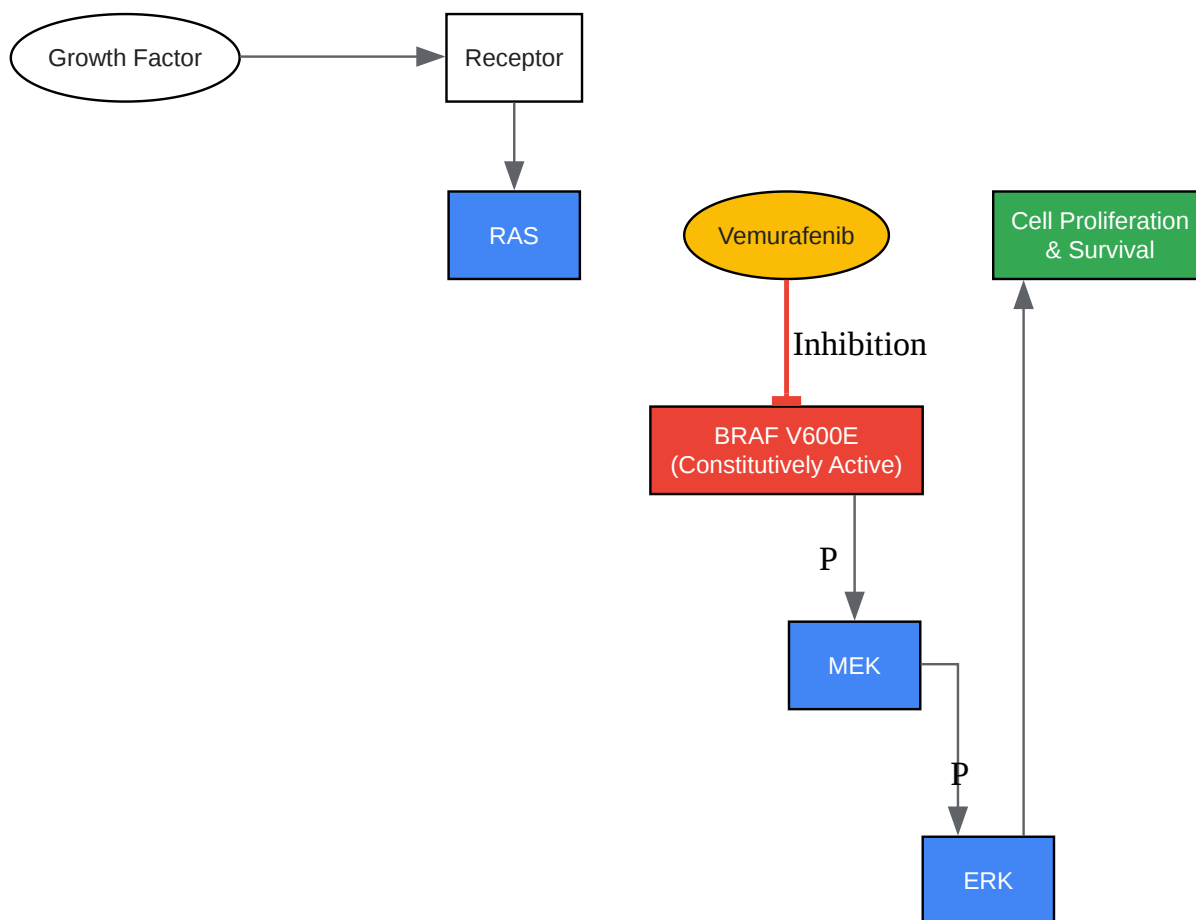 Growth Factor
Receptor
RAS
Vemurafenib
Cell Proliferation
& Survival
Inhibition
BRAF V600E
(Constitutively Active)
P
MEK
P
ERK